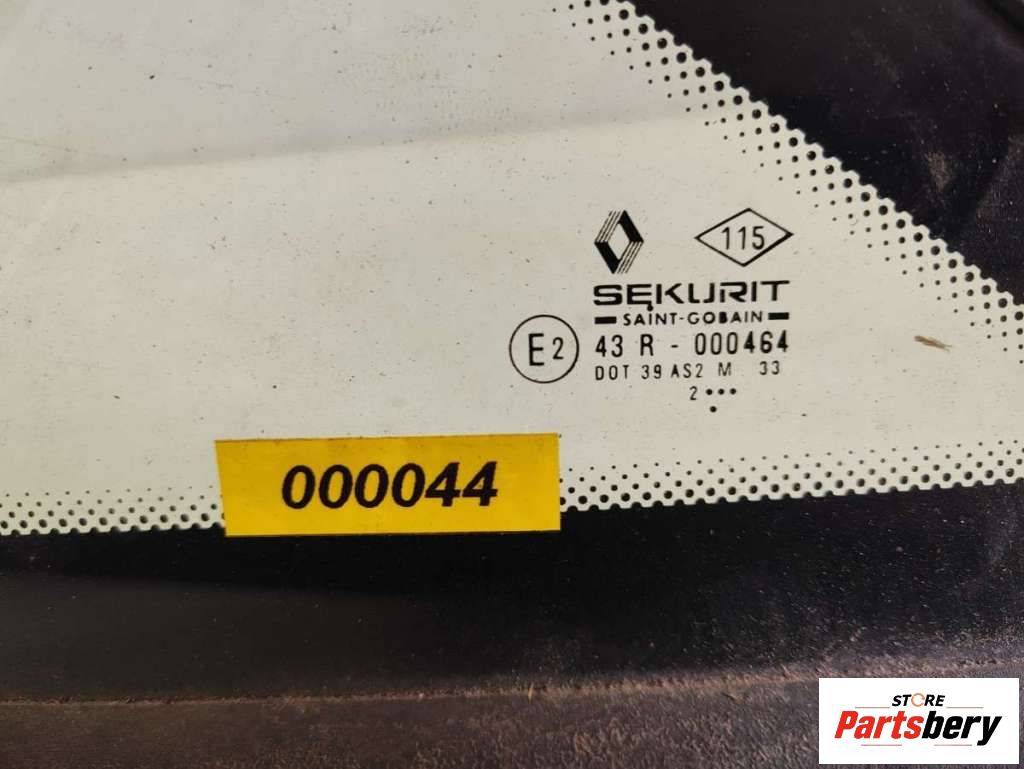 115
SEKURIT
SAINT-GOBAIN
E2 43 R - 000464
DOT 39 AS2 M 33
2 •••
•
000044
STORE
Partsbery